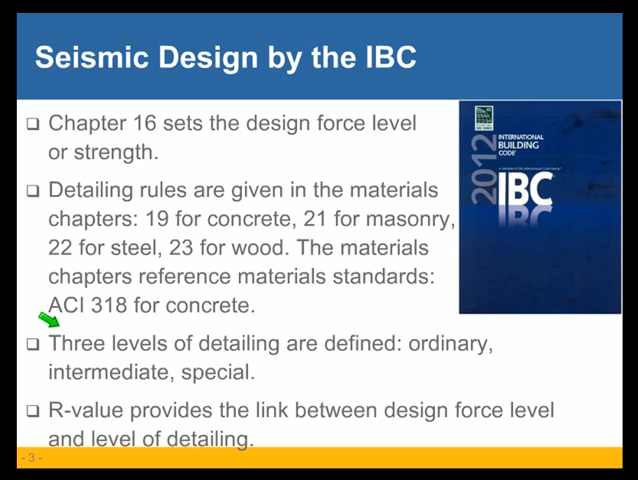 Seismic Design by the IBC
Chapter 16 sets the design force level
or strength.
Detailing rules are given in the materials
chapters: 19 for concrete, 21 for masonry,
22 for steel, 23 for wood. The materials
chapters reference materials standards:
ACI 318 for concrete.
Three levels of detailing are defined: ordinary,
intermediate, special.
R-value provides the link between design force level
and level of detailing.
2012
INTERNATIONAL
BUILDING
CODE
IBC
- 3 -